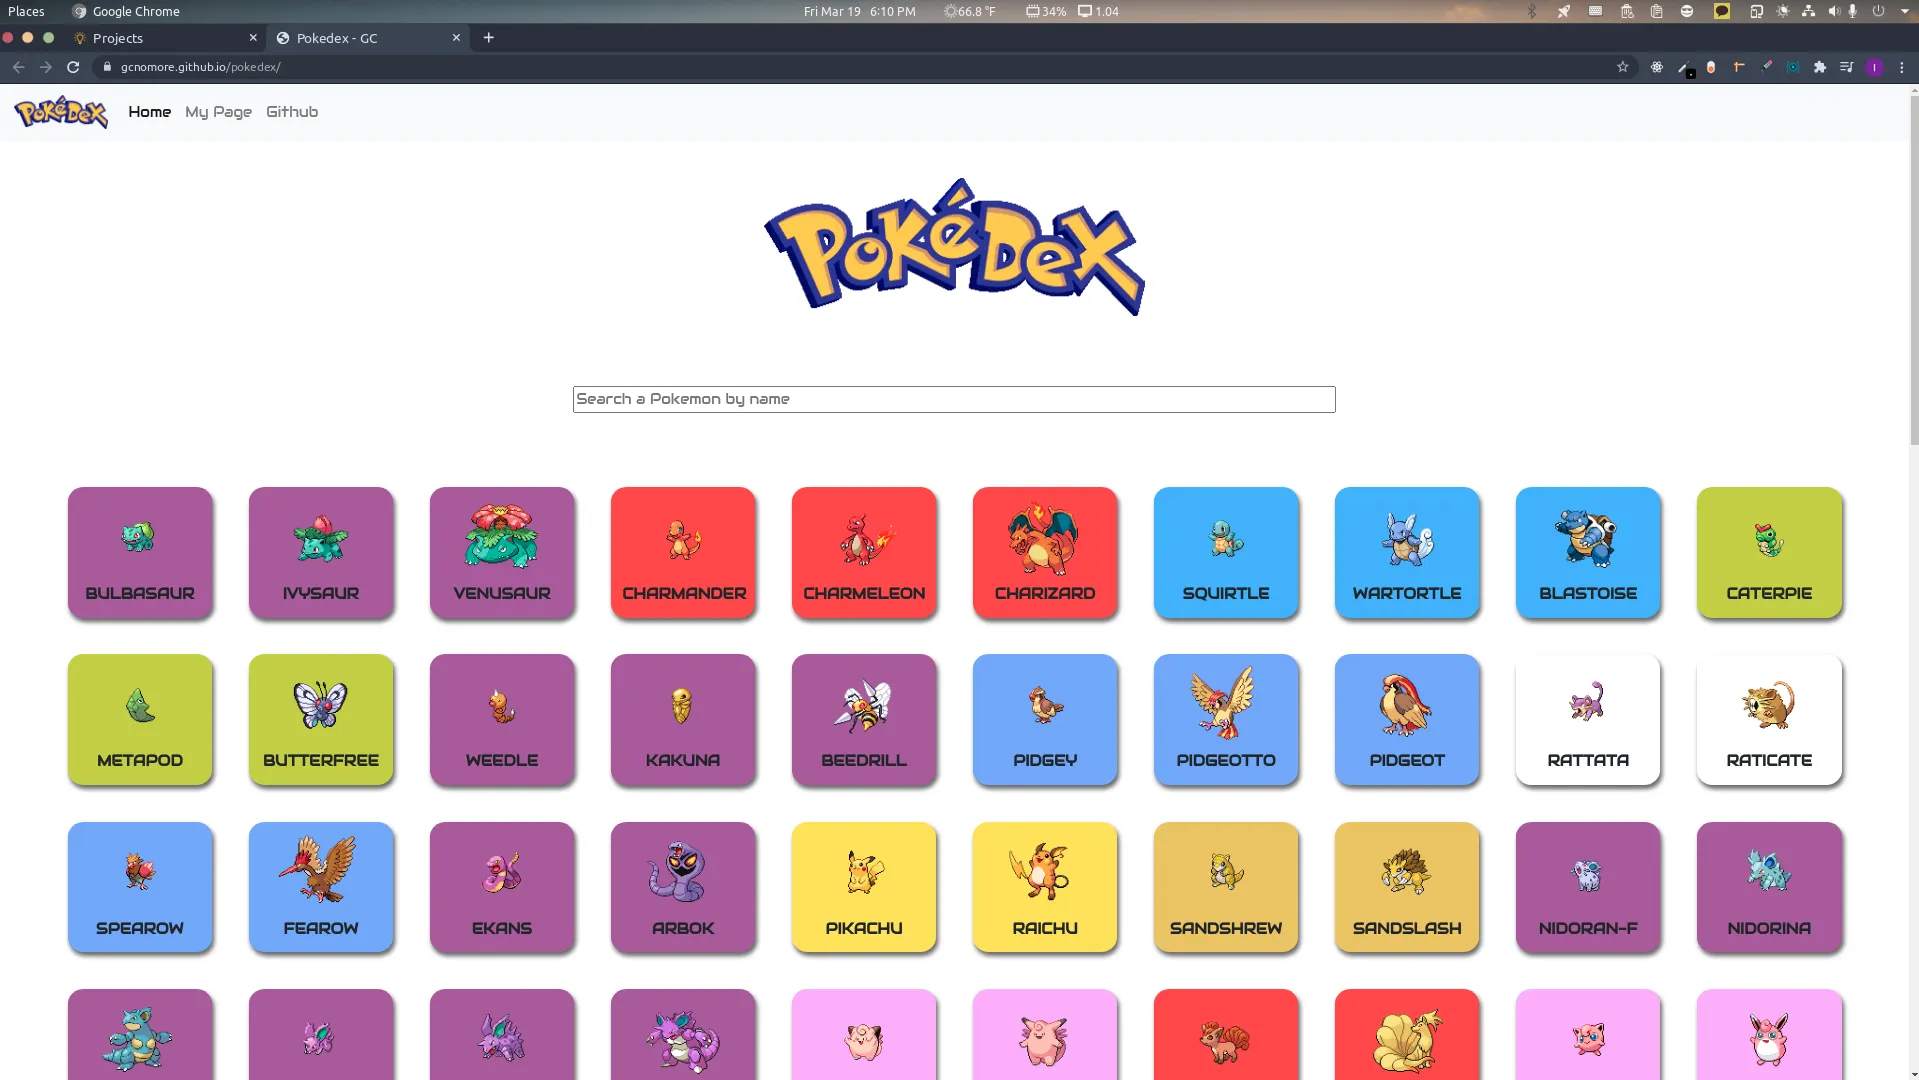 Places Google Chrome Fri Mar 19 6:10 PM 66.8 °F 34% 1.04
Projects Pokedex - GC
gcnomore.github.io/pokedex/
PokéDex Home My Page Github
PokéDex
Search a Pokemon by name
BULBASAUR IVYSAUR VENUSAUR CHARMANDER CHARMELEON CHARIZARD SQUIRTLE WARTORTLE BLASTOISE CATERPIE
METAPOD BUTTERFREE WEEDLE KAKUNA BEEDRILL PIDGEY PIDGEOTTO PIDGEOT RATTATA RATICATE
SPEAROW FEAROW EKANS ARBOK PIKACHU RAICHU SANDSHREW SANDSLASH NIDORAN-F NIDORINA